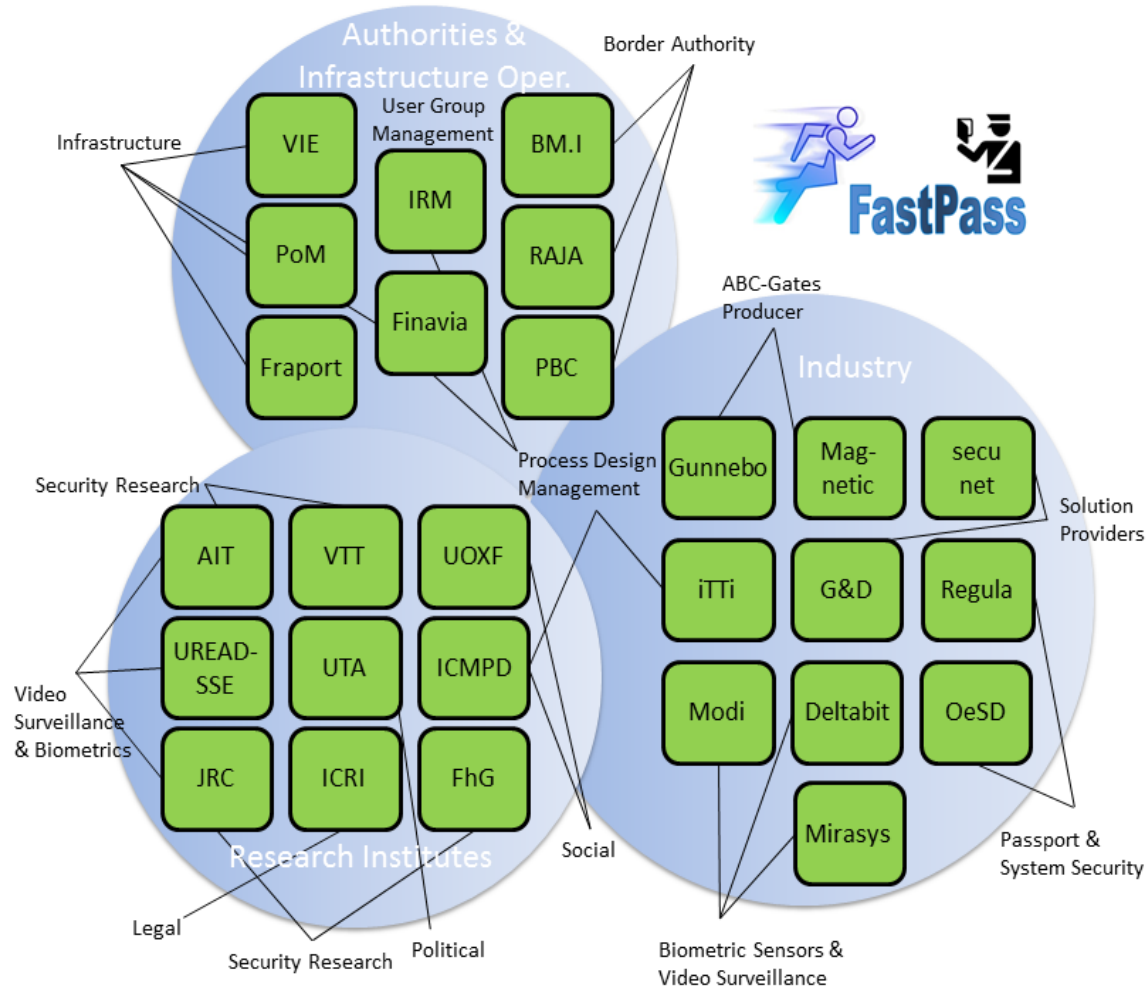 Authorities &
Infrastructure Oper.
Border Authority
User Group
Management
Infrastructure
VIE
BM.I
IRM
PoM
RAJA
Finavia
Fraport
PBC
FastPass
ABC-Gates
Producer
Industry
Gunnebo
Mag-
netic
secu
net
Process Design
Management
Solution
Providers
iTTi
G&D
Regula
Modi
Deltabit
OeSD
Mirasys
Passport &
System Security
Biometric Sensors &
Video Surveillance
Security Research
AIT
VTT
UOXF
UREAD-
SSE
UTA
ICMPD
Video
Surveillance
& Biometrics
JRC
ICRI
FhG
Research Institutes
Social
Legal
Security Research
Political